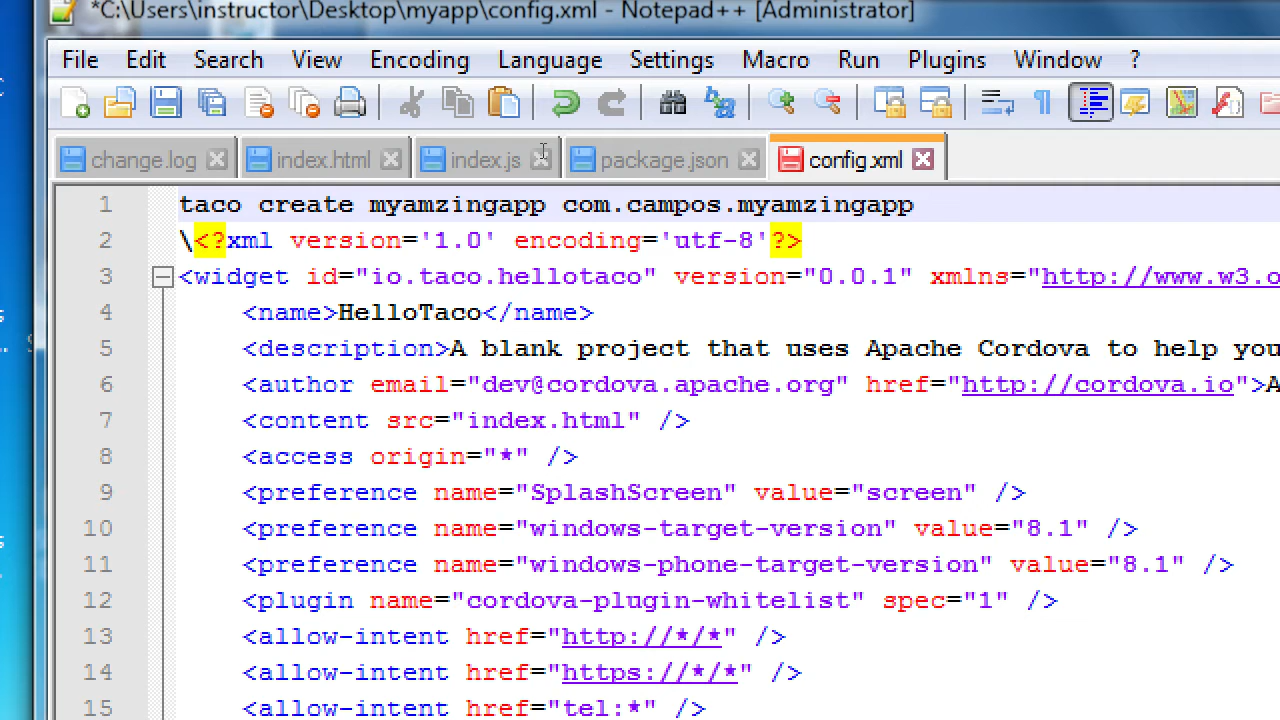 *C:\Users\instructor\Desktop\myapp\config.xml - Notepad++ [Administrator]
File Edit Search View Encoding Language Settings Macro Run Plugins Window ?
change.log index.html index.js package.json config.xml
1 taco create myamzingapp com.campos.myamzingapp
2 \<?xml version='1.0' encoding='utf-8'?>
3 <widget id="io.taco.hellotaco" version="0.0.1" xmlns="http://www.w3.o
4 <name>HelloTaco</name>
5 <description>A blank project that uses Apache Cordova to help you
6 <author email="dev@cordova.apache.org" href="http://cordova.io">A
7 <content src="index.html" />
8 <access origin="*" />
9 <preference name="SplashScreen" value="screen" />
10 <preference name="windows-target-version" value="8.1" />
11 <preference name="windows-phone-target-version" value="8.1" />
12 <plugin name="cordova-plugin-whitelist" spec="1" />
13 <allow-intent href="http://*/*" />
14 <allow-intent href="https://*/*" />
15 <allow-intent href="tel:*" />